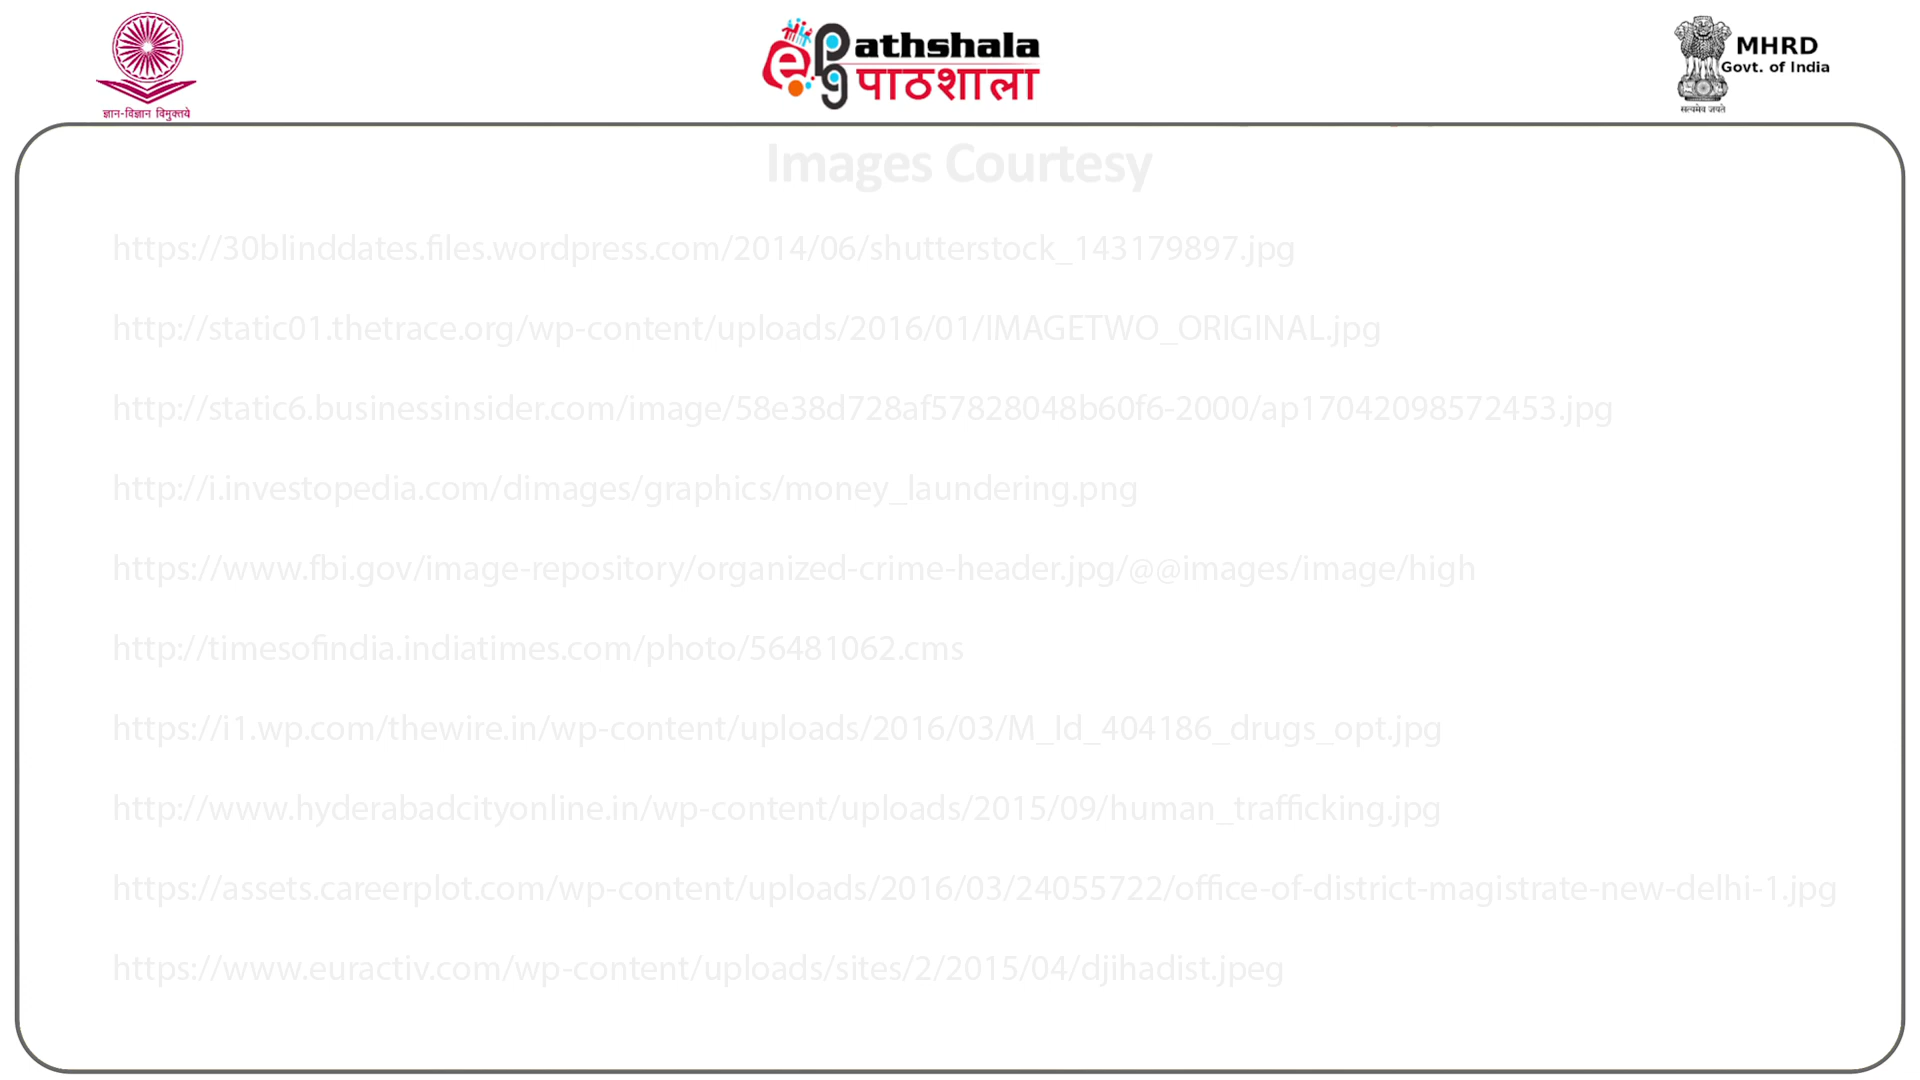 ज्ञान-विज्ञान विमुक्तये
e pg athshala
पाठशाला
MHRD
Govt. of India
सत्यमेव जयते
Images Courtesy
https://30blinddates.files.wordpress.com/2014/06/shutterstock_143179897.jpg
http://static01.thetrace.org/wp-content/uploads/2016/01/IMAGETWO_ORIGINAL.jpg
http://static6.businessinsider.com/image/58e38d728af57828048b60f6-2000/ap17042098572453.jpg
http://i.investopedia.com/dimages/graphics/money_laundering.png
https://www.fbi.gov/image-repository/organized-crime-header.jpg/@@images/image/high
http://timesofindia.indiatimes.com/photo/56481062.cms
https://i1.wp.com/thewire.in/wp-content/uploads/2016/03/M_Id_404186_drugs_opt.jpg
http://www.hyderabadcityonline.in/wp-content/uploads/2015/09/human_trafficking.jpg
https://assets.careerplot.com/wp-content/uploads/2016/03/24055722/office-of-district-magistrate-new-delhi-1.jpg
https://www.euractiv.com/wp-content/uploads/sites/2/2015/04/djihadist.jpeg